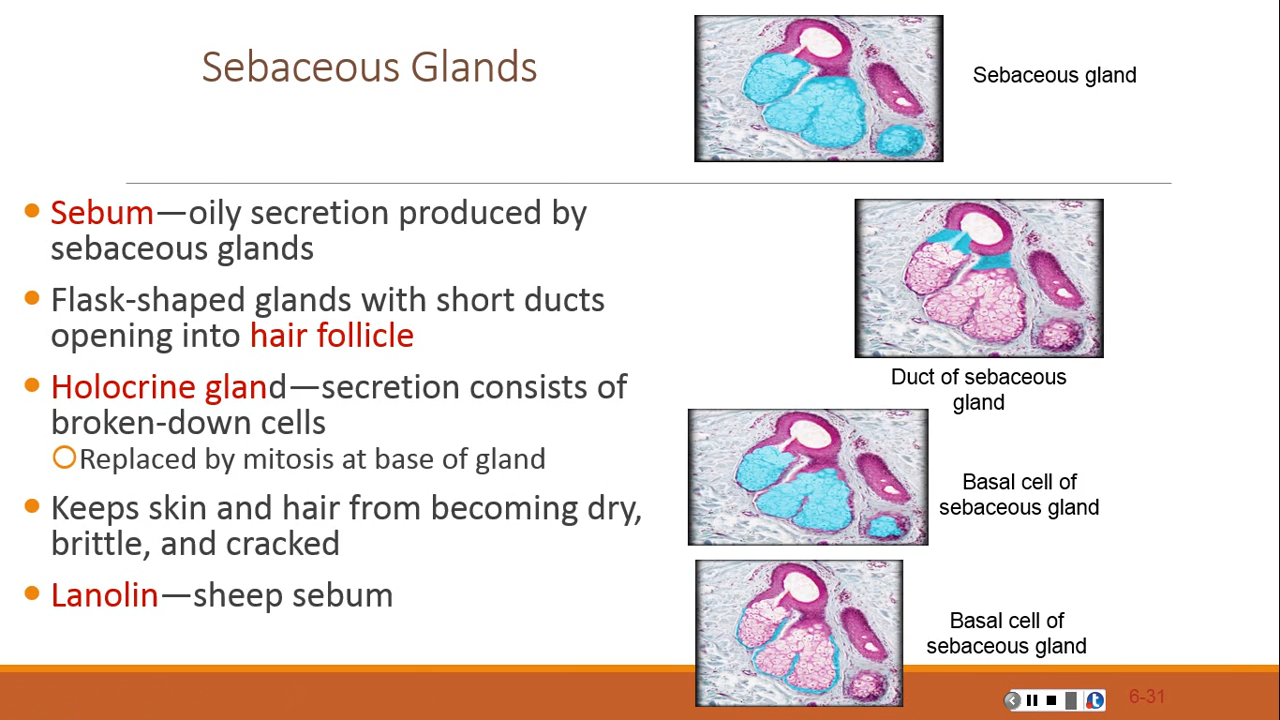 Sebaceous Glands
Sebaceous gland
Sebum—oily secretion produced by
sebaceous glands
Flask-shaped glands with short ducts
opening into hair follicle
Holocrine gland—secretion consists of
broken-down cells
Replaced by mitosis at base of gland
Keeps skin and hair from becoming dry,
brittle, and cracked
Lanolin—sheep sebum
Duct of sebaceous
gland
Basal cell of
sebaceous gland
Basal cell of
sebaceous gland
t
6-31